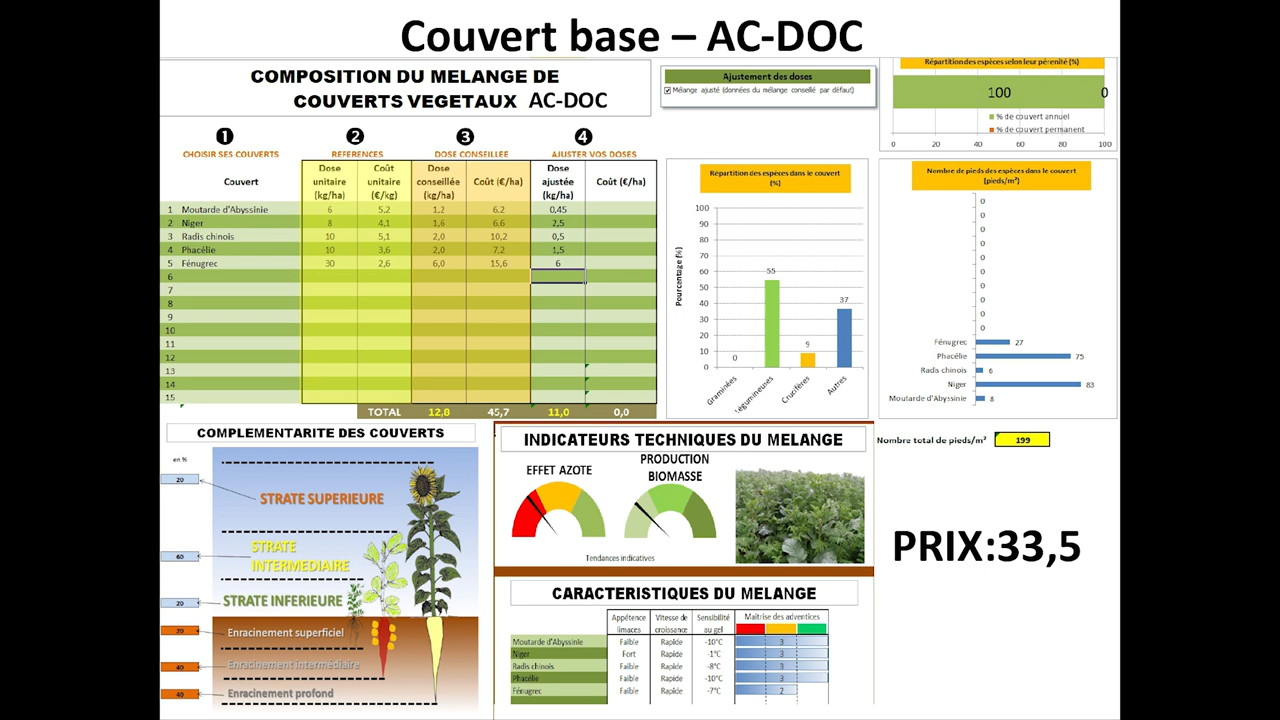 Couvert base – AC-DOC
COMPOSITION DU MELANGE DE
COUVERTS VEGETAUX AC-DOC
Ajustement des doses
Mélange ajusté (données du mélange conseillé par défaut)
Répartition des espèces selon leur pérenité (%)
100 0
% de couvert annuel
% de couvert permanent
0 20 40 60 80 100
1 2 3 4
CHOISIR SES COUVERTS REFERENCES DOSE CONSEILLEE AJUSTER VOS DOSES
Couvert Dose unitaire (kg/ha) Coût unitaire (€/kg) Dose conseillée (kg/ha) Coût (€/ha) Dose ajustée (kg/ha) Coût (€/ha)
1 Moutarde d'Abyssinie 6 5,2 1,2 6,2 0,45
2 Niger 8 4,1 1,6 6,6 2,5
3 Radis chinois 10 5,1 2,0 10,2 0,5
4 Phacélie 10 3,6 2,0 7,2 1,5
5 Fénugrec 30 2,6 6,0 15,6 6
6
7
8
9
10
11
12
13
14
15
TOTAL 12,8 45,7 11,0 0,0
Répartition des espèces dans le couvert
(%)
Pourcentage (%)
100
90
80
70
60
50
40
30
20
10
0
0 55 9 37
Graminées Légumineuses Crucifères Autres
Nombre de pieds des espèces dans le couvert
(pieds/m²)
0
0
0
0
0
0
0
0
0
0
Fénugrec 27
Phacélie 75
Radis chinois 6
Niger 83
Moutarde d'Abyssinie 8
Nombre total de pieds/m² 199
PRIX:33,5
COMPLEMENTARITE DES COUVERTS
en %
20 STRATE SUPERIEURE
60 STRATE
INTERMEDIAIRE
20 STRATE INFERIEURE
20 Enracinement superficiel
40 Enracinement intermédiaire
40 Enracinement profond
INDICATEURS TECHNIQUES DU MELANGE
EFFET AZOTE
PRODUCTION
BIOMASSE
Tendances indicatives
CARACTERISTIQUES DU MELANGE
Appétence limaces Vitesse de croissance Sensibilité au gel Maitrise des adventices
Moutarde d'Abyssinie Faible Rapide -10°C 3
Niger Fort Rapide -1°C 3
Radis chinois Faible Rapide -8°C 3
Phacélie Faible Rapide -10°C 3
Fénugrec Faible Rapide -7°C 2